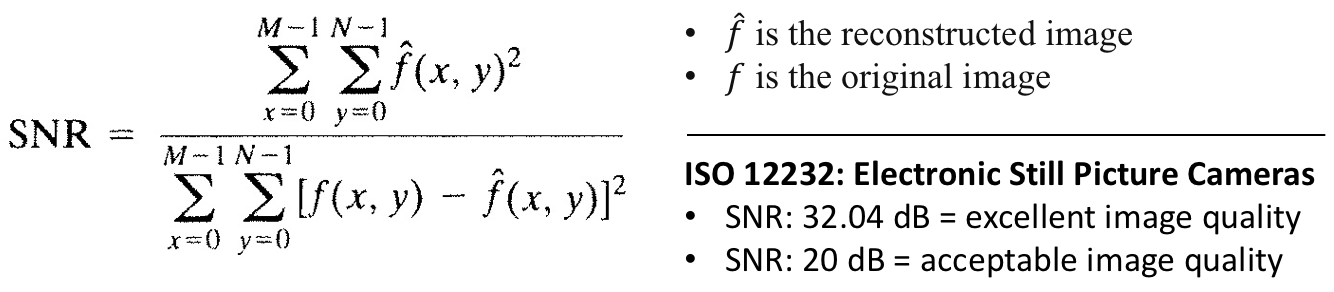 SNR = \frac{\sum_{x=0}^{M-1} \sum_{y=0}^{N-1} \hat{f}(x, y)^2}{\sum_{x=0}^{M-1} \sum_{y=0}^{N-1} [f(x, y) - \hat{f}(x, y)]^2}
• \hat{f} is the reconstructed image
• f is the original image
ISO 12232: Electronic Still Picture Cameras
• SNR: 32.04 dB = excellent image quality
• SNR: 20 dB = acceptable image quality